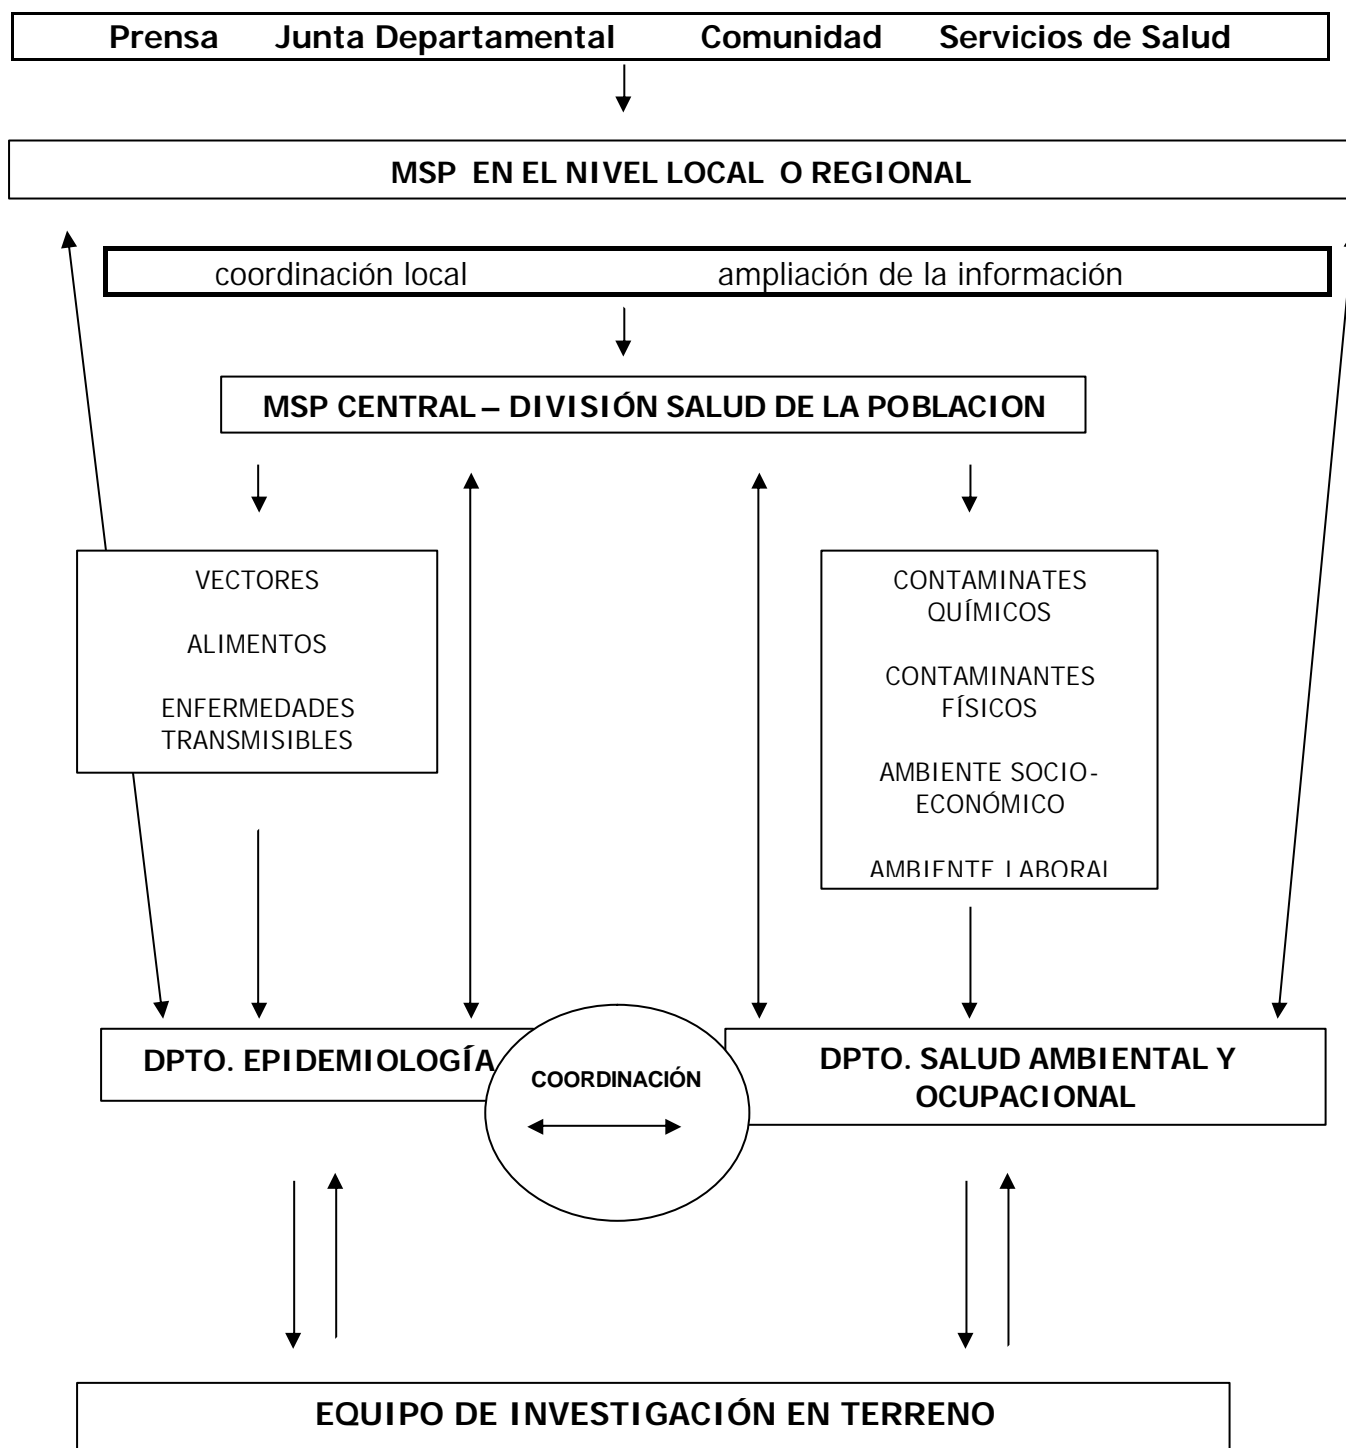 Prensa Junta Departamental Comunidad Servicios de Salud
MSP EN EL NIVEL LOCAL O REGIONAL
coordinación local ampliación de la información
MSP CENTRAL – DIVISIÓN SALUD DE LA POBLACION
VECTORES
ALIMENTOS
ENFERMEDADES
TRANSMISIBLES
CONTAMINATES
QUÍMICOS
CONTAMINANTES
FÍSICOS
AMBIENTE SOCIO-
ECONÓMICO
AMBIENTE LABORAL
DPTO. EPIDEMIOLOGÍA
COORDINACIÓN
DPTO. SALUD AMBIENTAL Y
OCUPACIONAL
EQUIPO DE INVESTIGACIÓN EN TERRENO